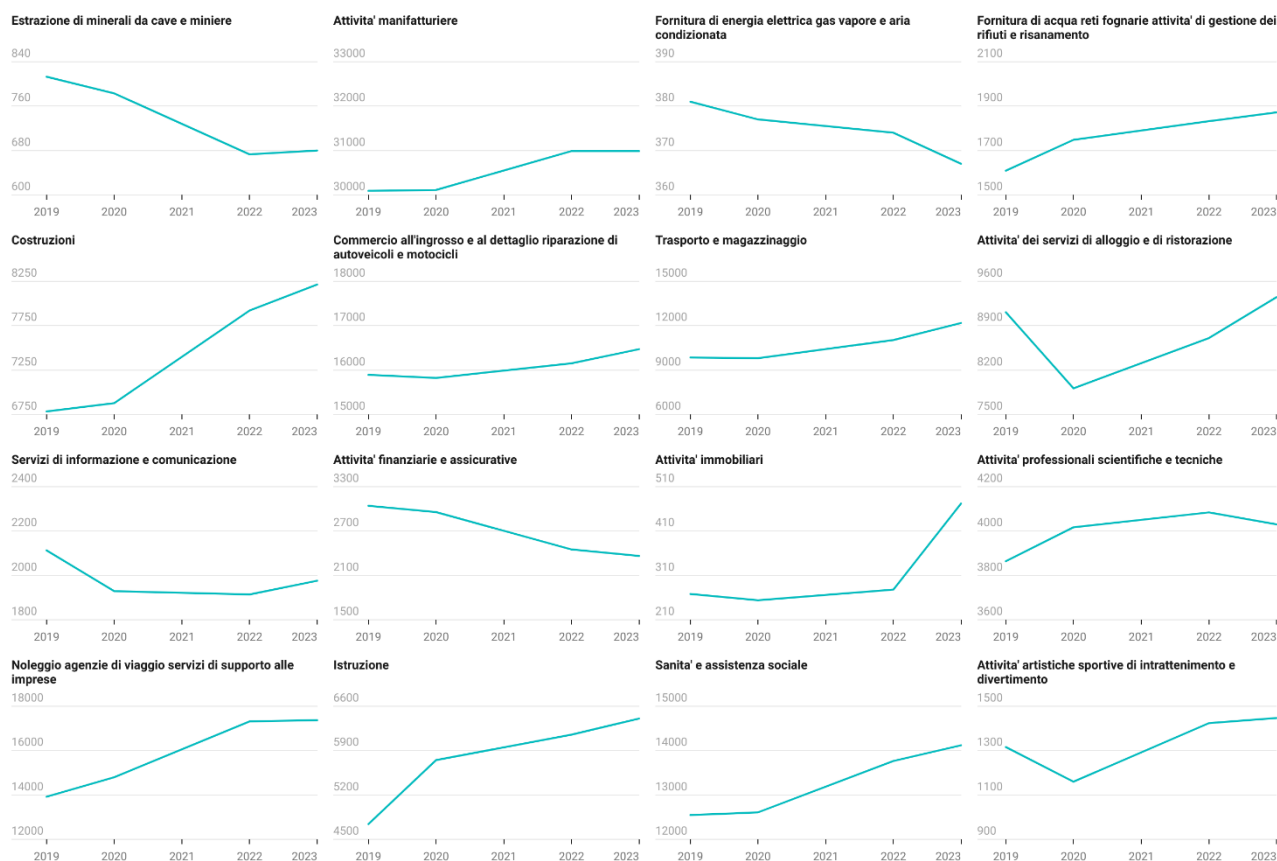 Estrazione di minerali da cave e miniere
840
760
680
600
2019 2020 2021 2022 2023
Attivita' manifatturiere
33000
32000
31000
30000
2019 2020 2021 2022 2023
Fornitura di energia elettrica gas vapore e aria
condizionata
390
380
370
360
2019 2020 2021 2022 2023
Fornitura di acqua reti fognarie attivita' di gestione dei
rifiuti e risanamento
2100
1900
1700
1500
2019 2020 2021 2022 2023
Costruzioni
8250
7750
7250
6750
2019 2020 2021 2022 2023
Commercio all'ingrosso e al dettaglio riparazione di
autoveicoli e motocicli
18000
17000
16000
15000
2019 2020 2021 2022 2023
Trasporto e magazzinaggio
15000
12000
9000
6000
2019 2020 2021 2022 2023
Attivita' dei servizi di alloggio e di ristorazione
9600
8900
8200
7500
2019 2020 2021 2022 2023
Servizi di informazione e comunicazione
2400
2200
2000
1800
2019 2020 2021 2022 2023
Attivita' finanziarie e assicurative
3300
2700
2100
1500
2019 2020 2021 2022 2023
Attivita' immobiliari
510
410
310
210
2019 2020 2021 2022 2023
Attivita' professionali scientifiche e tecniche
4200
4000
3800
3600
2019 2020 2021 2022 2023
Noleggio agenzie di viaggio servizi di supporto alle
imprese
18000
16000
14000
12000
2019 2020 2021 2022 2023
Istruzione
6600
5900
5200
4500
2019 2020 2021 2022 2023
Sanita' e assistenza sociale
15000
14000
13000
12000
2019 2020 2021 2022 2023
Attivita' artistiche sportive di intrattenimento e
divertimento
1500
1300
1100
900
2019 2020 2021 2022 2023